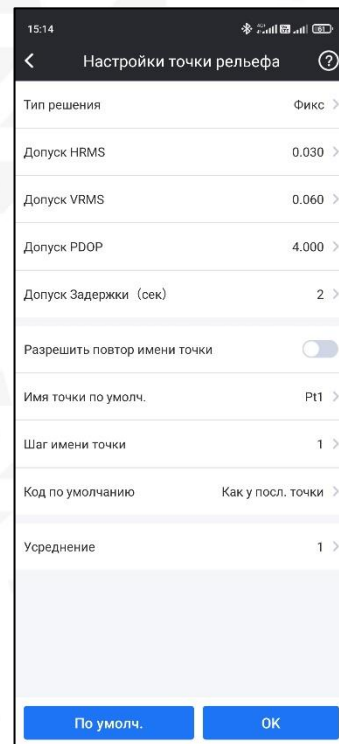 15:14
Настройки точки рельефа
Тип решения Фикс
Допуск HRMS 0.030
Допуск VRMS 0.060
Допуск PDOP 4.000
Допуск Задержки (сек) 2
Разрешить повтор имени точки
Имя точки по умолч. Pt1
Шаг имени точки 1
Код по умолчанию Как у посл. точки
Усреднение 1
По умолч. OK